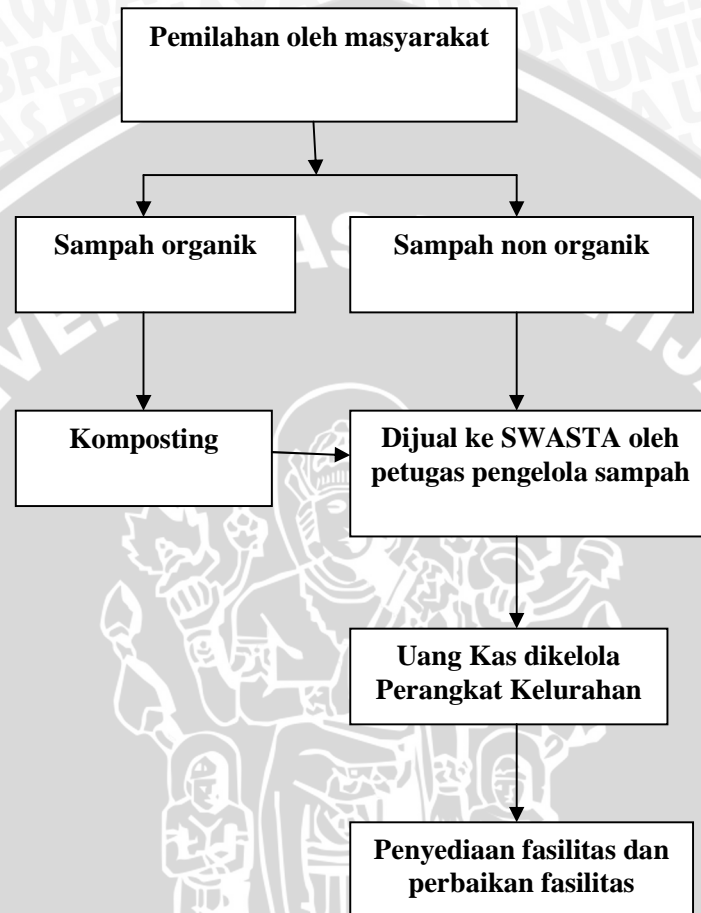 Pemilahan oleh masyarakat
Sampah organik
Sampah non organik
Komposting
Dijual ke SWASTA oleh
petugas pengelola sampah
Uang Kas dikelola
Perangkat Kelurahan
Penyediaan fasilitas dan
perbaikan fasilitas